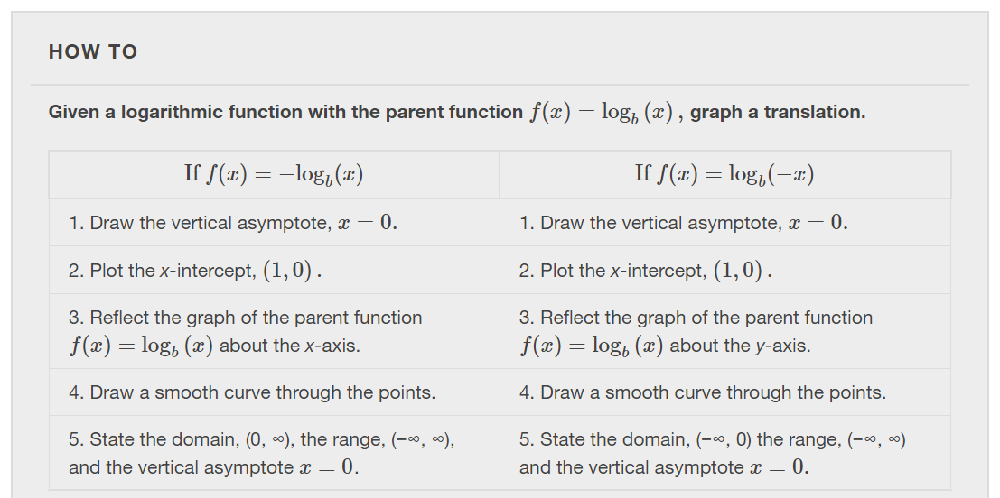 HOW TO
Given a logarithmic function with the parent function f(x) = log_b (x) , graph a translation.
If f(x) = −log_b(x)
If f(x) = log_b(−x)
1. Draw the vertical asymptote, x = 0.
1. Draw the vertical asymptote, x = 0.
2. Plot the x-intercept, (1, 0) .
2. Plot the x-intercept, (1, 0) .
3. Reflect the graph of the parent function
f(x) = log_b (x) about the x-axis.
3. Reflect the graph of the parent function
f(x) = log_b (x) about the y-axis.
4. Draw a smooth curve through the points.
4. Draw a smooth curve through the points.
5. State the domain, (0, ∞), the range, (−∞, ∞),
and the vertical asymptote x = 0.
5. State the domain, (−∞, 0) the range, (−∞, ∞)
and the vertical asymptote x = 0.